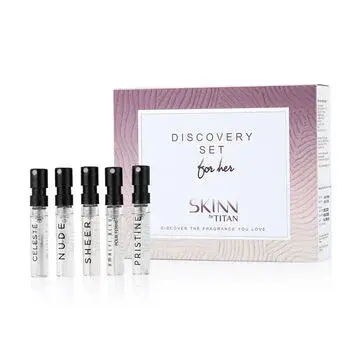 DISCOVERY
SET
for her
SKINN
by TITAN
DISCOVER THE FRAGRANCE YOU LOVE
CELESTE
NUDE
SHEER
AMALFI BLEU
POUR FEMME
PRISTINE